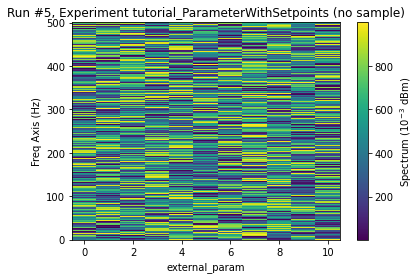 Run #5, Experiment tutorial_ParameterWithSetpoints (no sample)
500
400
300
200
100
0
Freq Axis (Hz)
0 2 4 6 8 10
external_param
800
600
400
200
Spectrum (10⁻³ dBm)